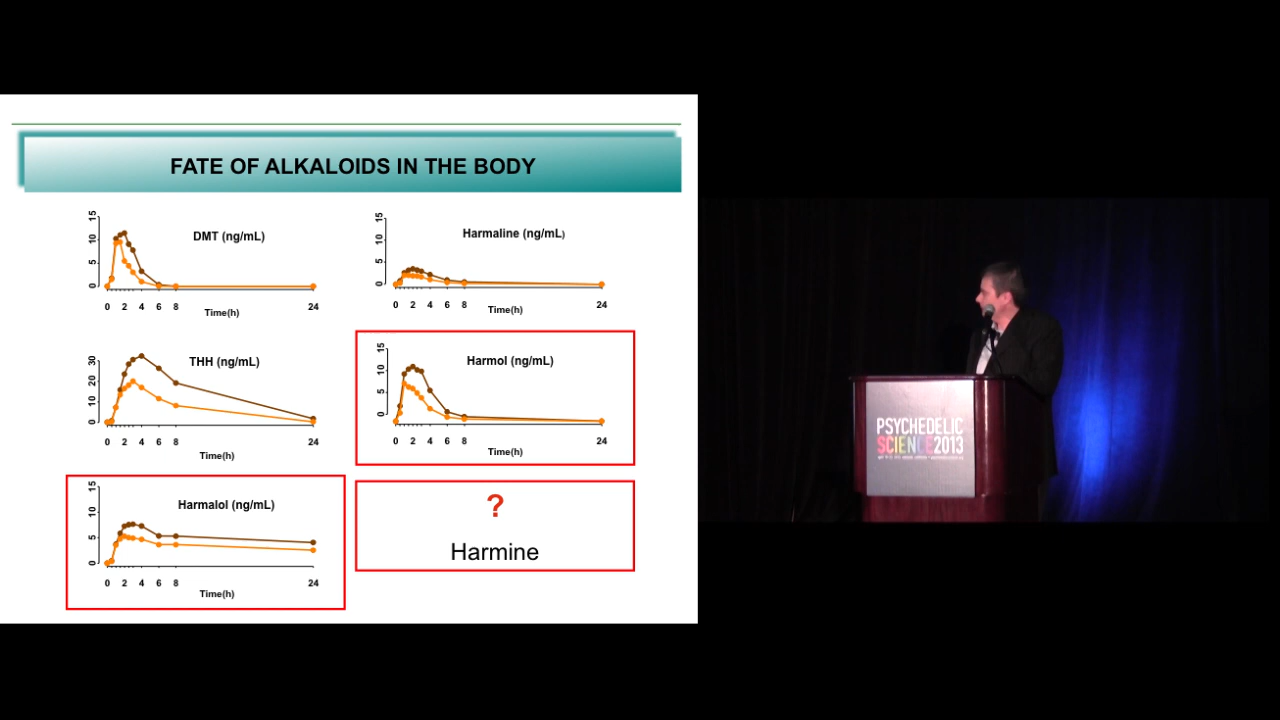 FATE OF ALKALOIDS IN THE BODY
DMT (ng/mL)
15
10
5
0
0 2 4 6 8 24
Time(h)
Harmaline (ng/mL)
15
10
5
0
0 2 4 6 8 24
Time(h)
THH (ng/mL)
30
20
10
0
0 2 4 6 8 24
Time(h)
Harmol (ng/mL)
15
10
5
0
0 2 4 6 8 24
Time(h)
Harmalol (ng/mL)
15
10
5
0
0 2 4 6 8 24
Time(h)
?
Harmine
PSYCHEDELIC
SCIENCE2013